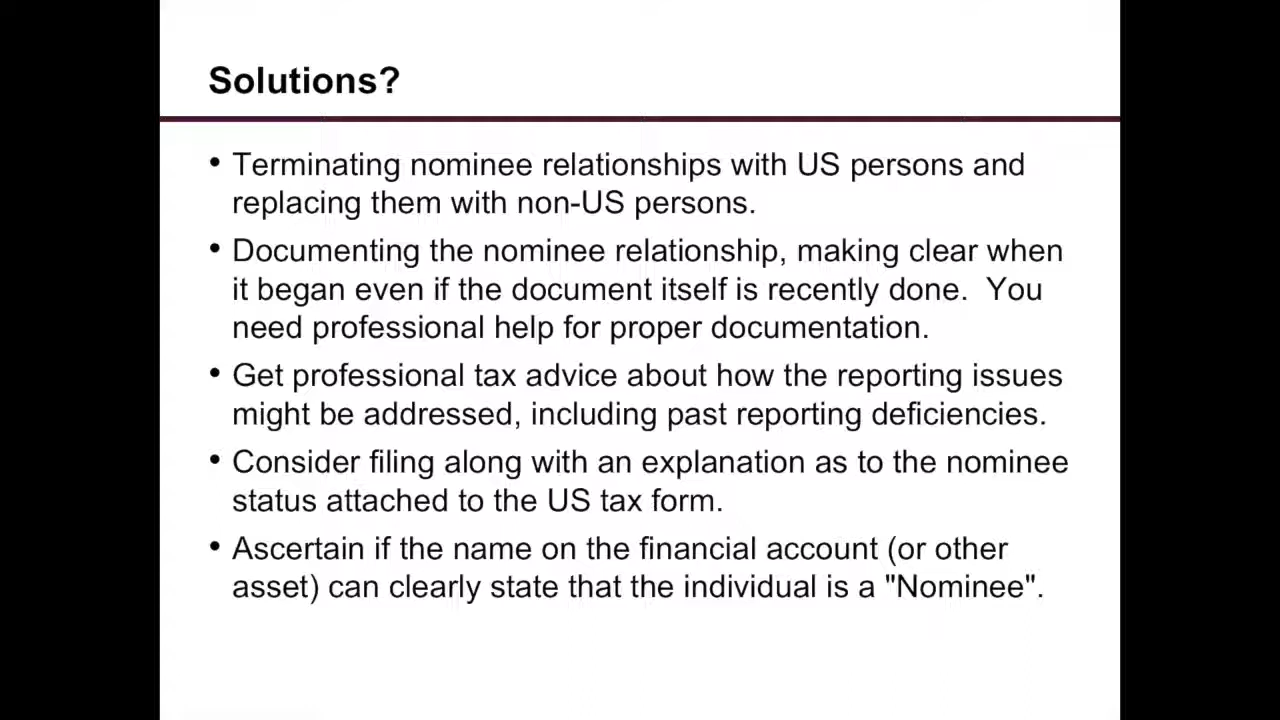 Solutions?
• Terminating nominee relationships with US persons and
replacing them with non-US persons.
• Documenting the nominee relationship, making clear when
it began even if the document itself is recently done.  You
need professional help for proper documentation.
• Get professional tax advice about how the reporting issues
might be addressed, including past reporting deficiencies.
• Consider filing along with an explanation as to the nominee
status attached to the US tax form.
• Ascertain if the name on the financial account (or other
asset) can clearly state that the individual is a "Nominee".